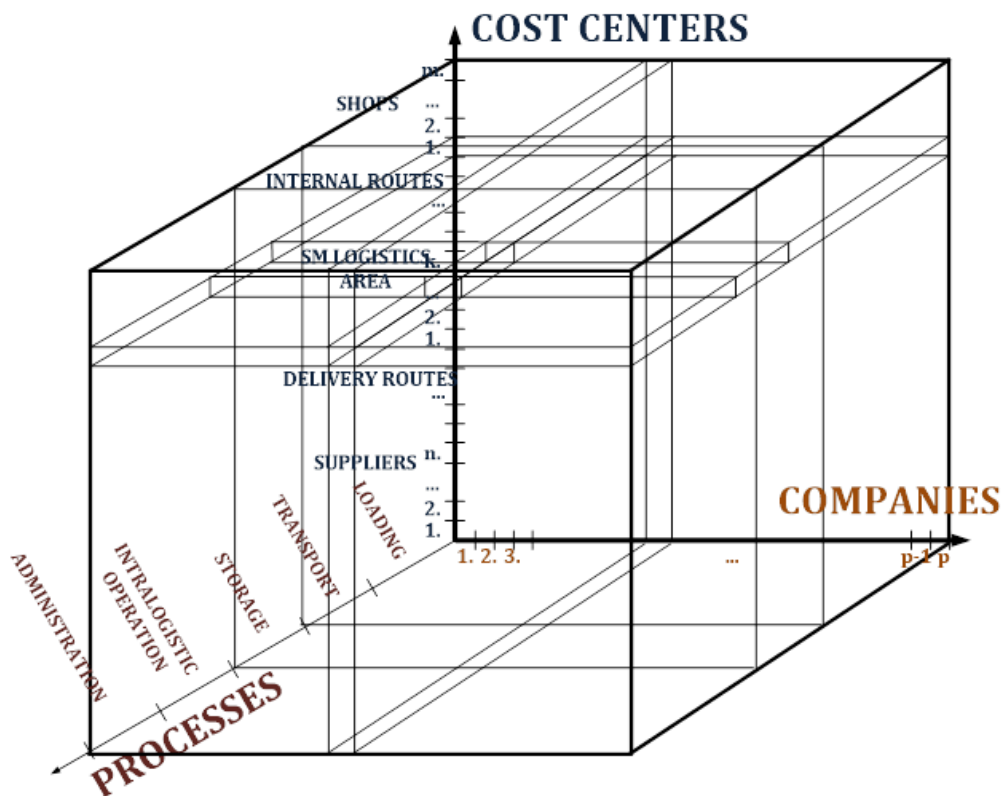 COST CENTERS
m.
SHOPS
...
2.
1.
INTERNAL ROUTES
...
SM LOGISTICS
k.
AREA
2.
1.
DELIVERY ROUTES
...
n.
SUPPLIERS
...
2.
1.
COMPANIES
1. 2. 3. ... p-1 p
LOADING
TRANSPORT
STORAGE
INTRALOGISTIC
OPERATION
ADMINISTRATION
PROCESSES